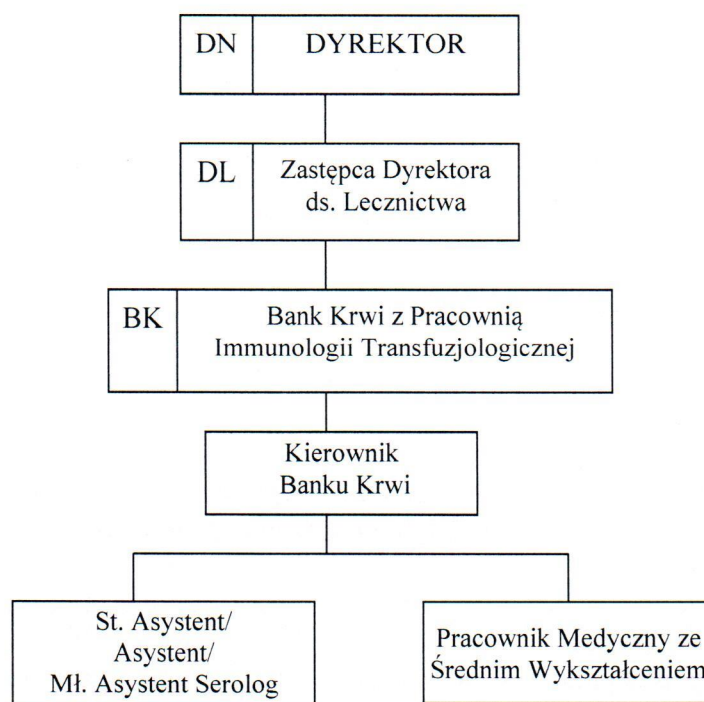 DN DYREKTOR
DL Zastępca Dyrektora
ds. Lecznictwa
BK Bank Krwi z Pracownią
Immunologii Transfuzjologicznej
Kierownik
Banku Krwi
St. Asystent/
Asystent/
Mł. Asystent Serolog
Pracownik Medyczny ze
Średnim Wykształceniem